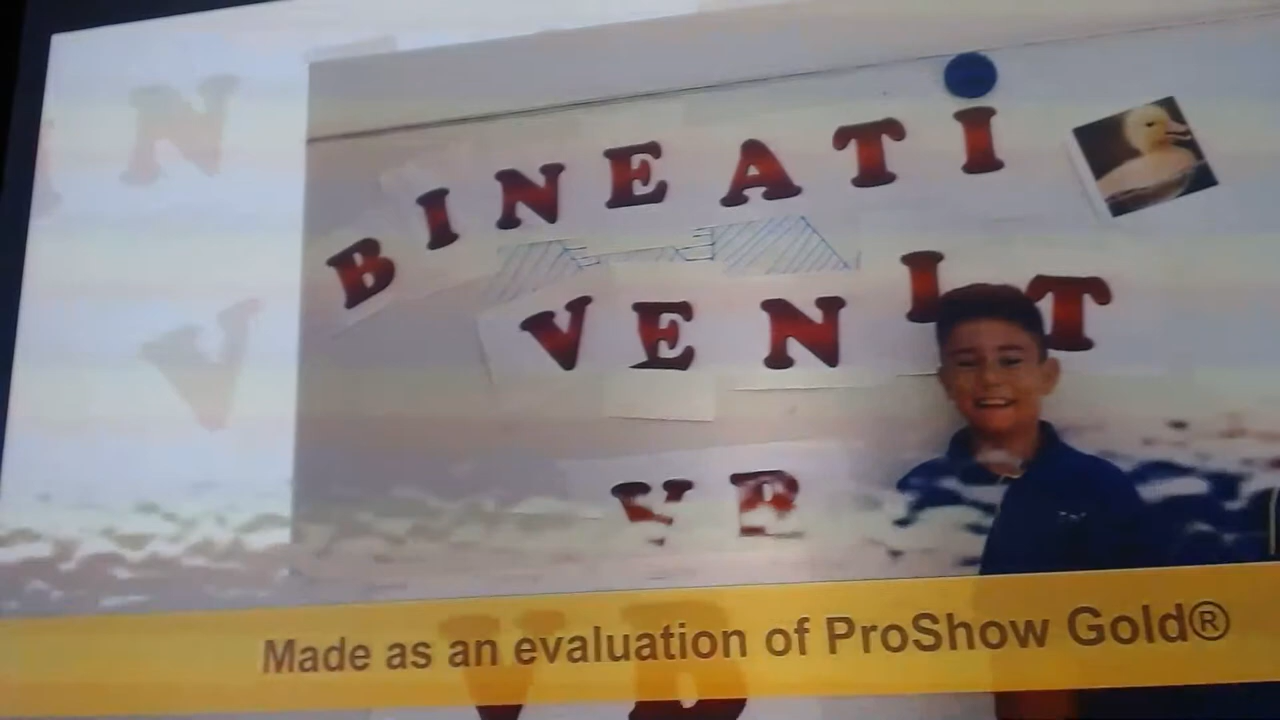 BINEATI
VENIT
V B
Made as an evaluation of ProShow Gold®
N
V
V B